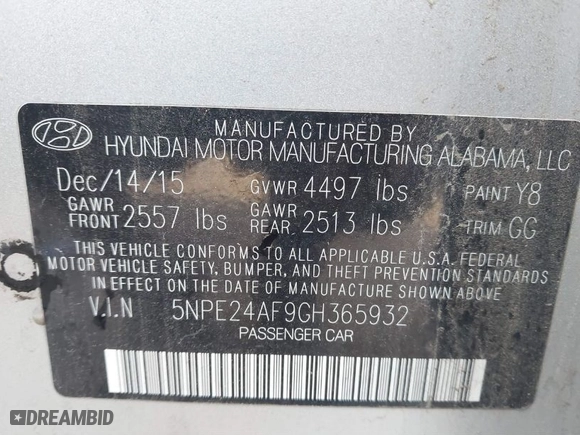 MANUFACTURED BY
HYUNDAI MOTOR MANUFACTURING ALABAMA, LLC
Dec/14/15 GVWR 4497 lbs PAINT Y8
GAWR FRONT 2557 lbs GAWR REAR 2513 lbs TRIM GG
THIS VEHICLE CONFORMS TO ALL APPLICABLE U.S.A. FEDERAL
MOTOR VEHICLE SAFETY, BUMPER, AND THEFT PREVENTION STANDARDS
IN EFFECT ON THE DATE OF MANUFACTURE SHOWN ABOVE.
V.I.N 5NPE24AF9GH365932
PASSENGER CAR
DREAMBID